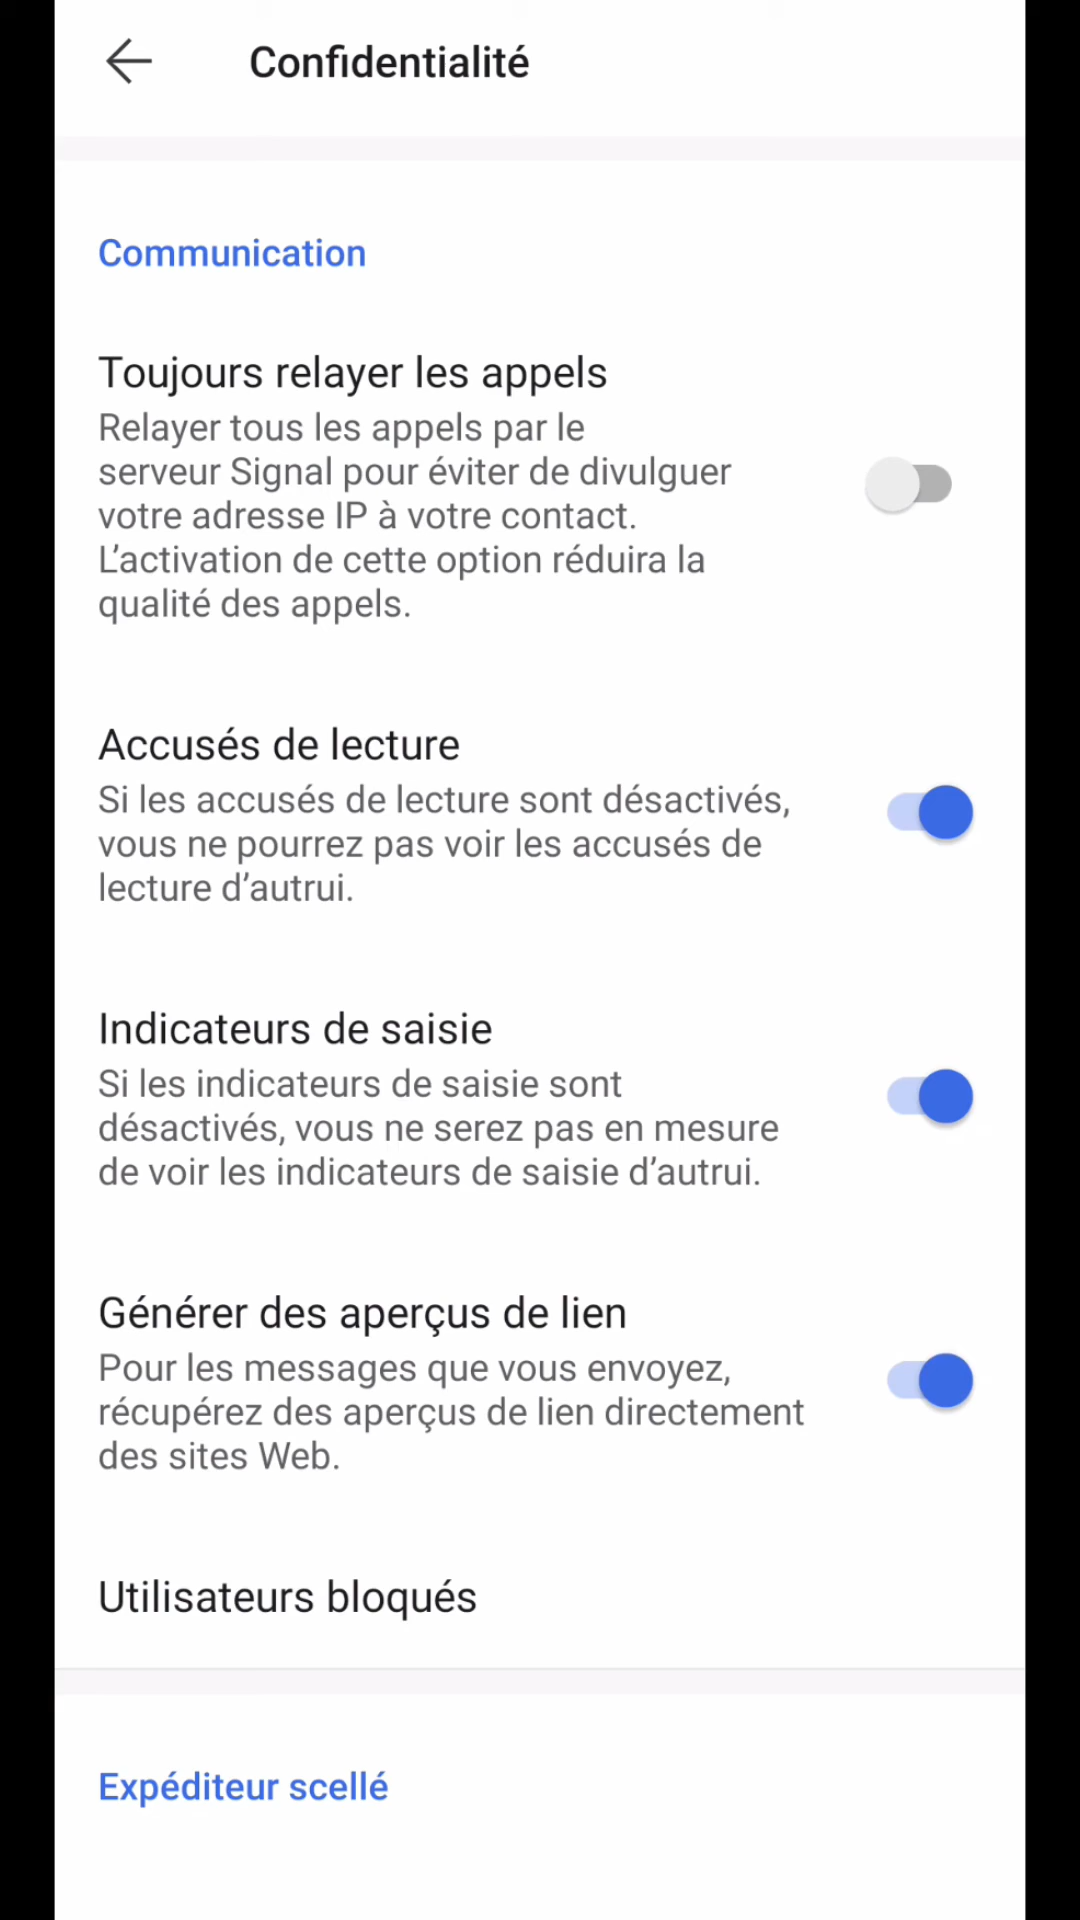 Confidentialité
Communication
Toujours relayer les appels
Relayer tous les appels par le
serveur Signal pour éviter de divulguer
votre adresse IP à votre contact.
L’activation de cette option réduira la
qualité des appels.
Accusés de lecture
Si les accusés de lecture sont désactivés,
vous ne pourrez pas voir les accusés de
lecture d’autrui.
Indicateurs de saisie
Si les indicateurs de saisie sont
désactivés, vous ne serez pas en mesure
de voir les indicateurs de saisie d’autrui.
Générer des aperçus de lien
Pour les messages que vous envoyez,
récupérez des aperçus de lien directement
des sites Web.
Utilisateurs bloqués
Expéditeur scellé